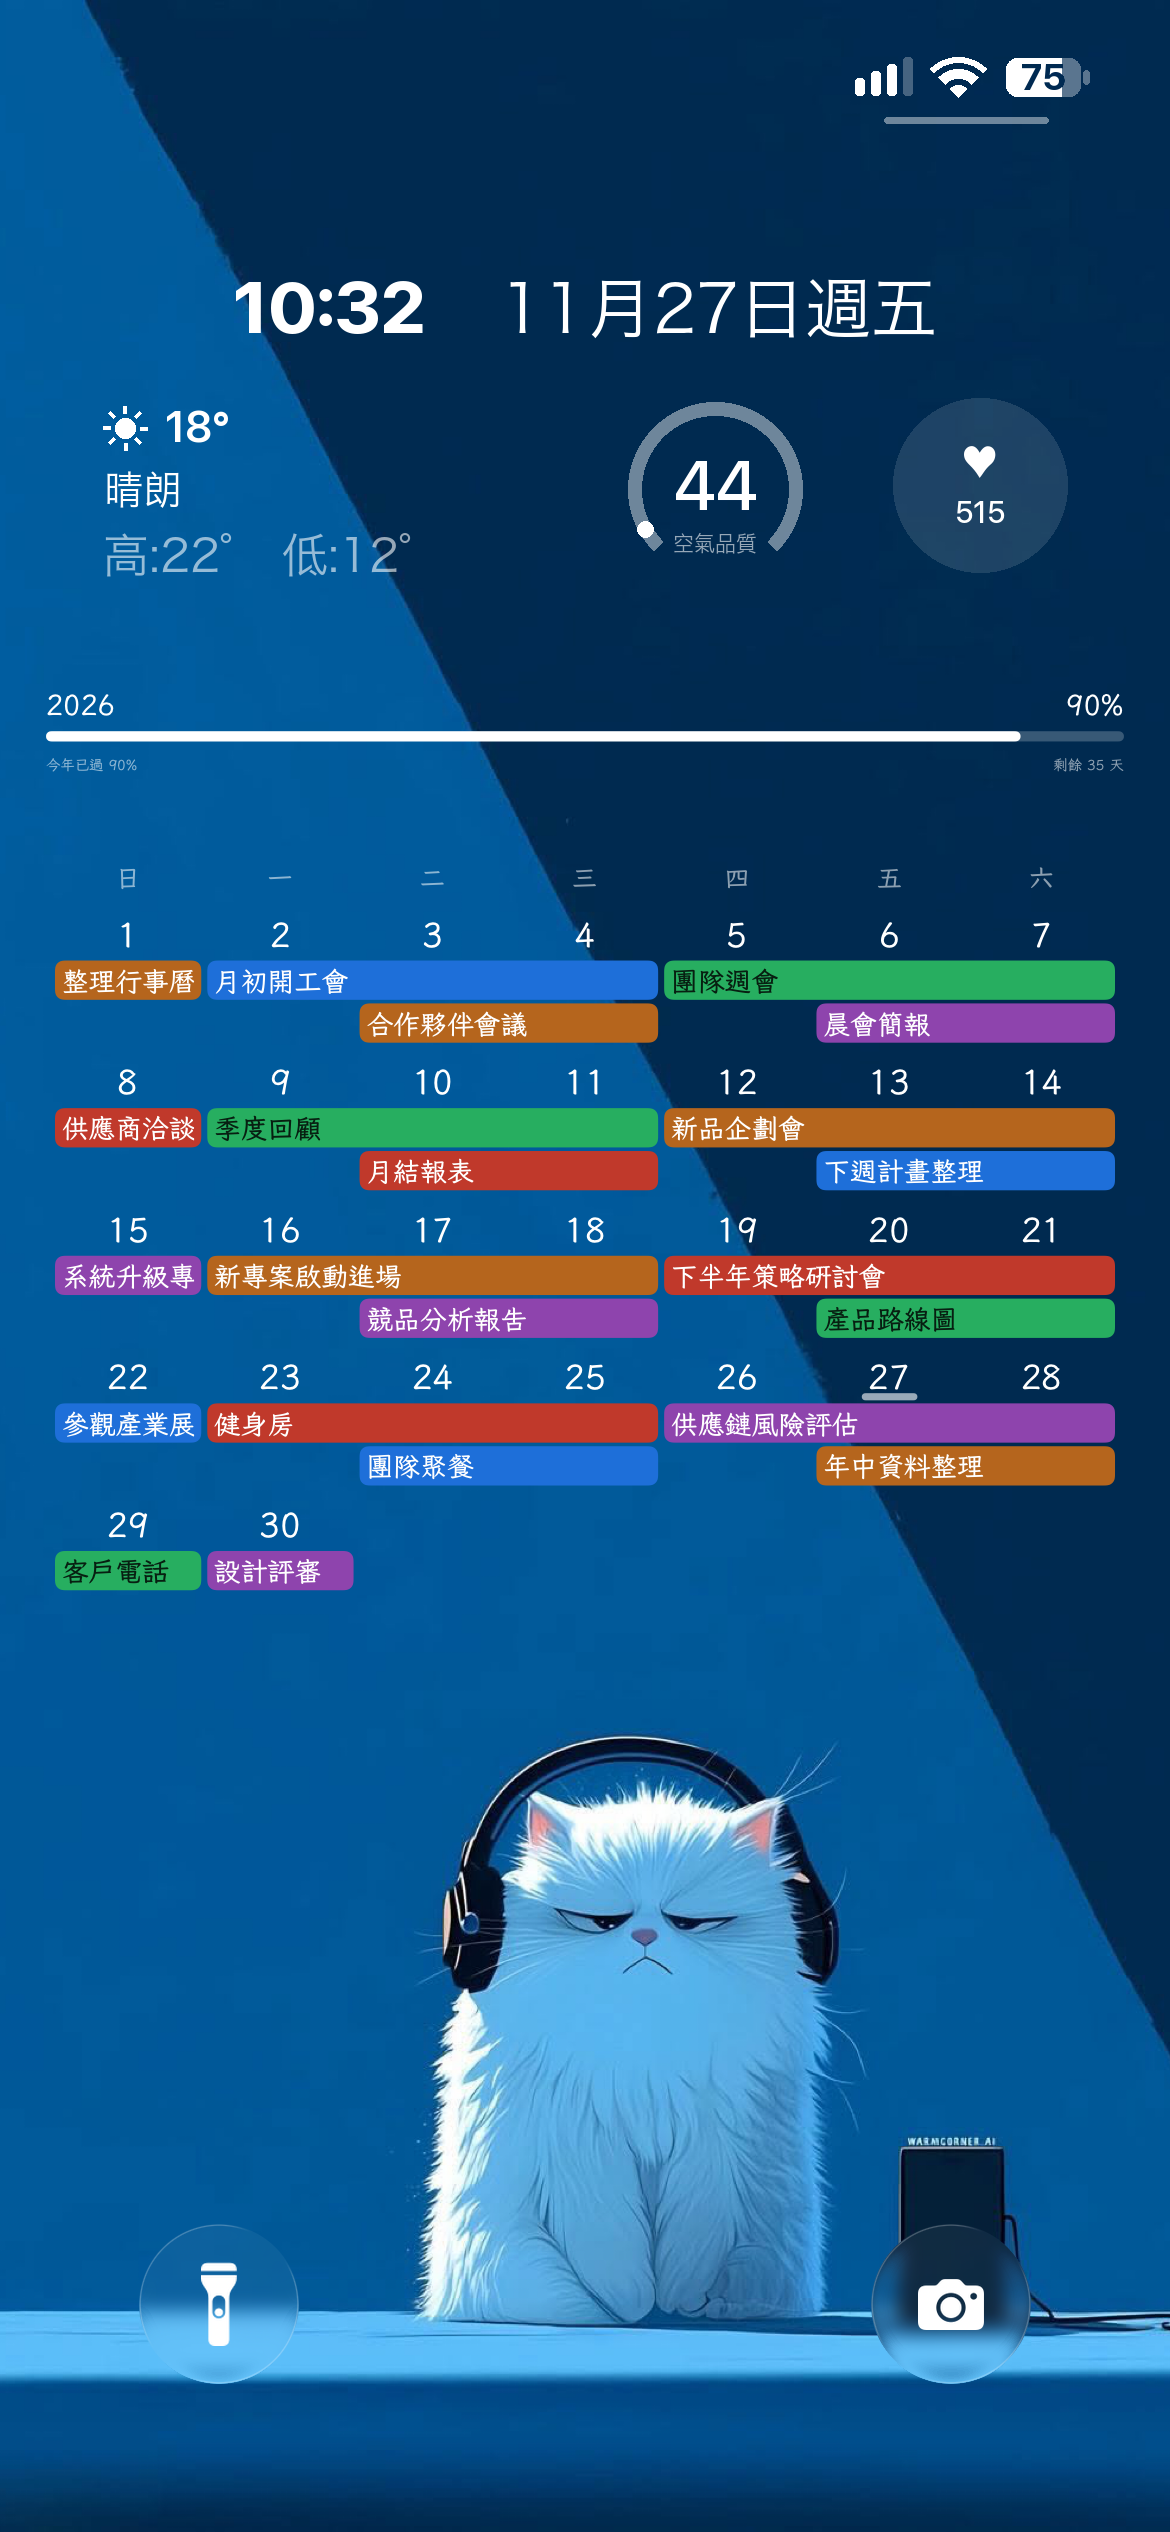 75
10:32 11月27日週五
18°
晴朗
高:22° 低:12°
44
空氣品質
515
2026 90%
今年已過 90% 剩餘 35 天
日 一 二 三 四 五 六
1 2 3 4 5 6 7
整理行事曆 月初開工會 團隊週會
合作夥伴會議 晨會簡報
8 9 10 11 12 13 14
供應商洽談 季度回顧 新品企劃會
月結報表 下週計畫整理
15 16 17 18 19 20 21
系統升級專 新專案啟動進場 下半年策略研討會
競品分析報告 產品路線圖
22 23 24 25 26 27 28
參觀產業展 健身房 供應鏈風險評估
團隊聚餐 年中資料整理
29 30
客戶電話 設計評審
WARMCORNER.AI